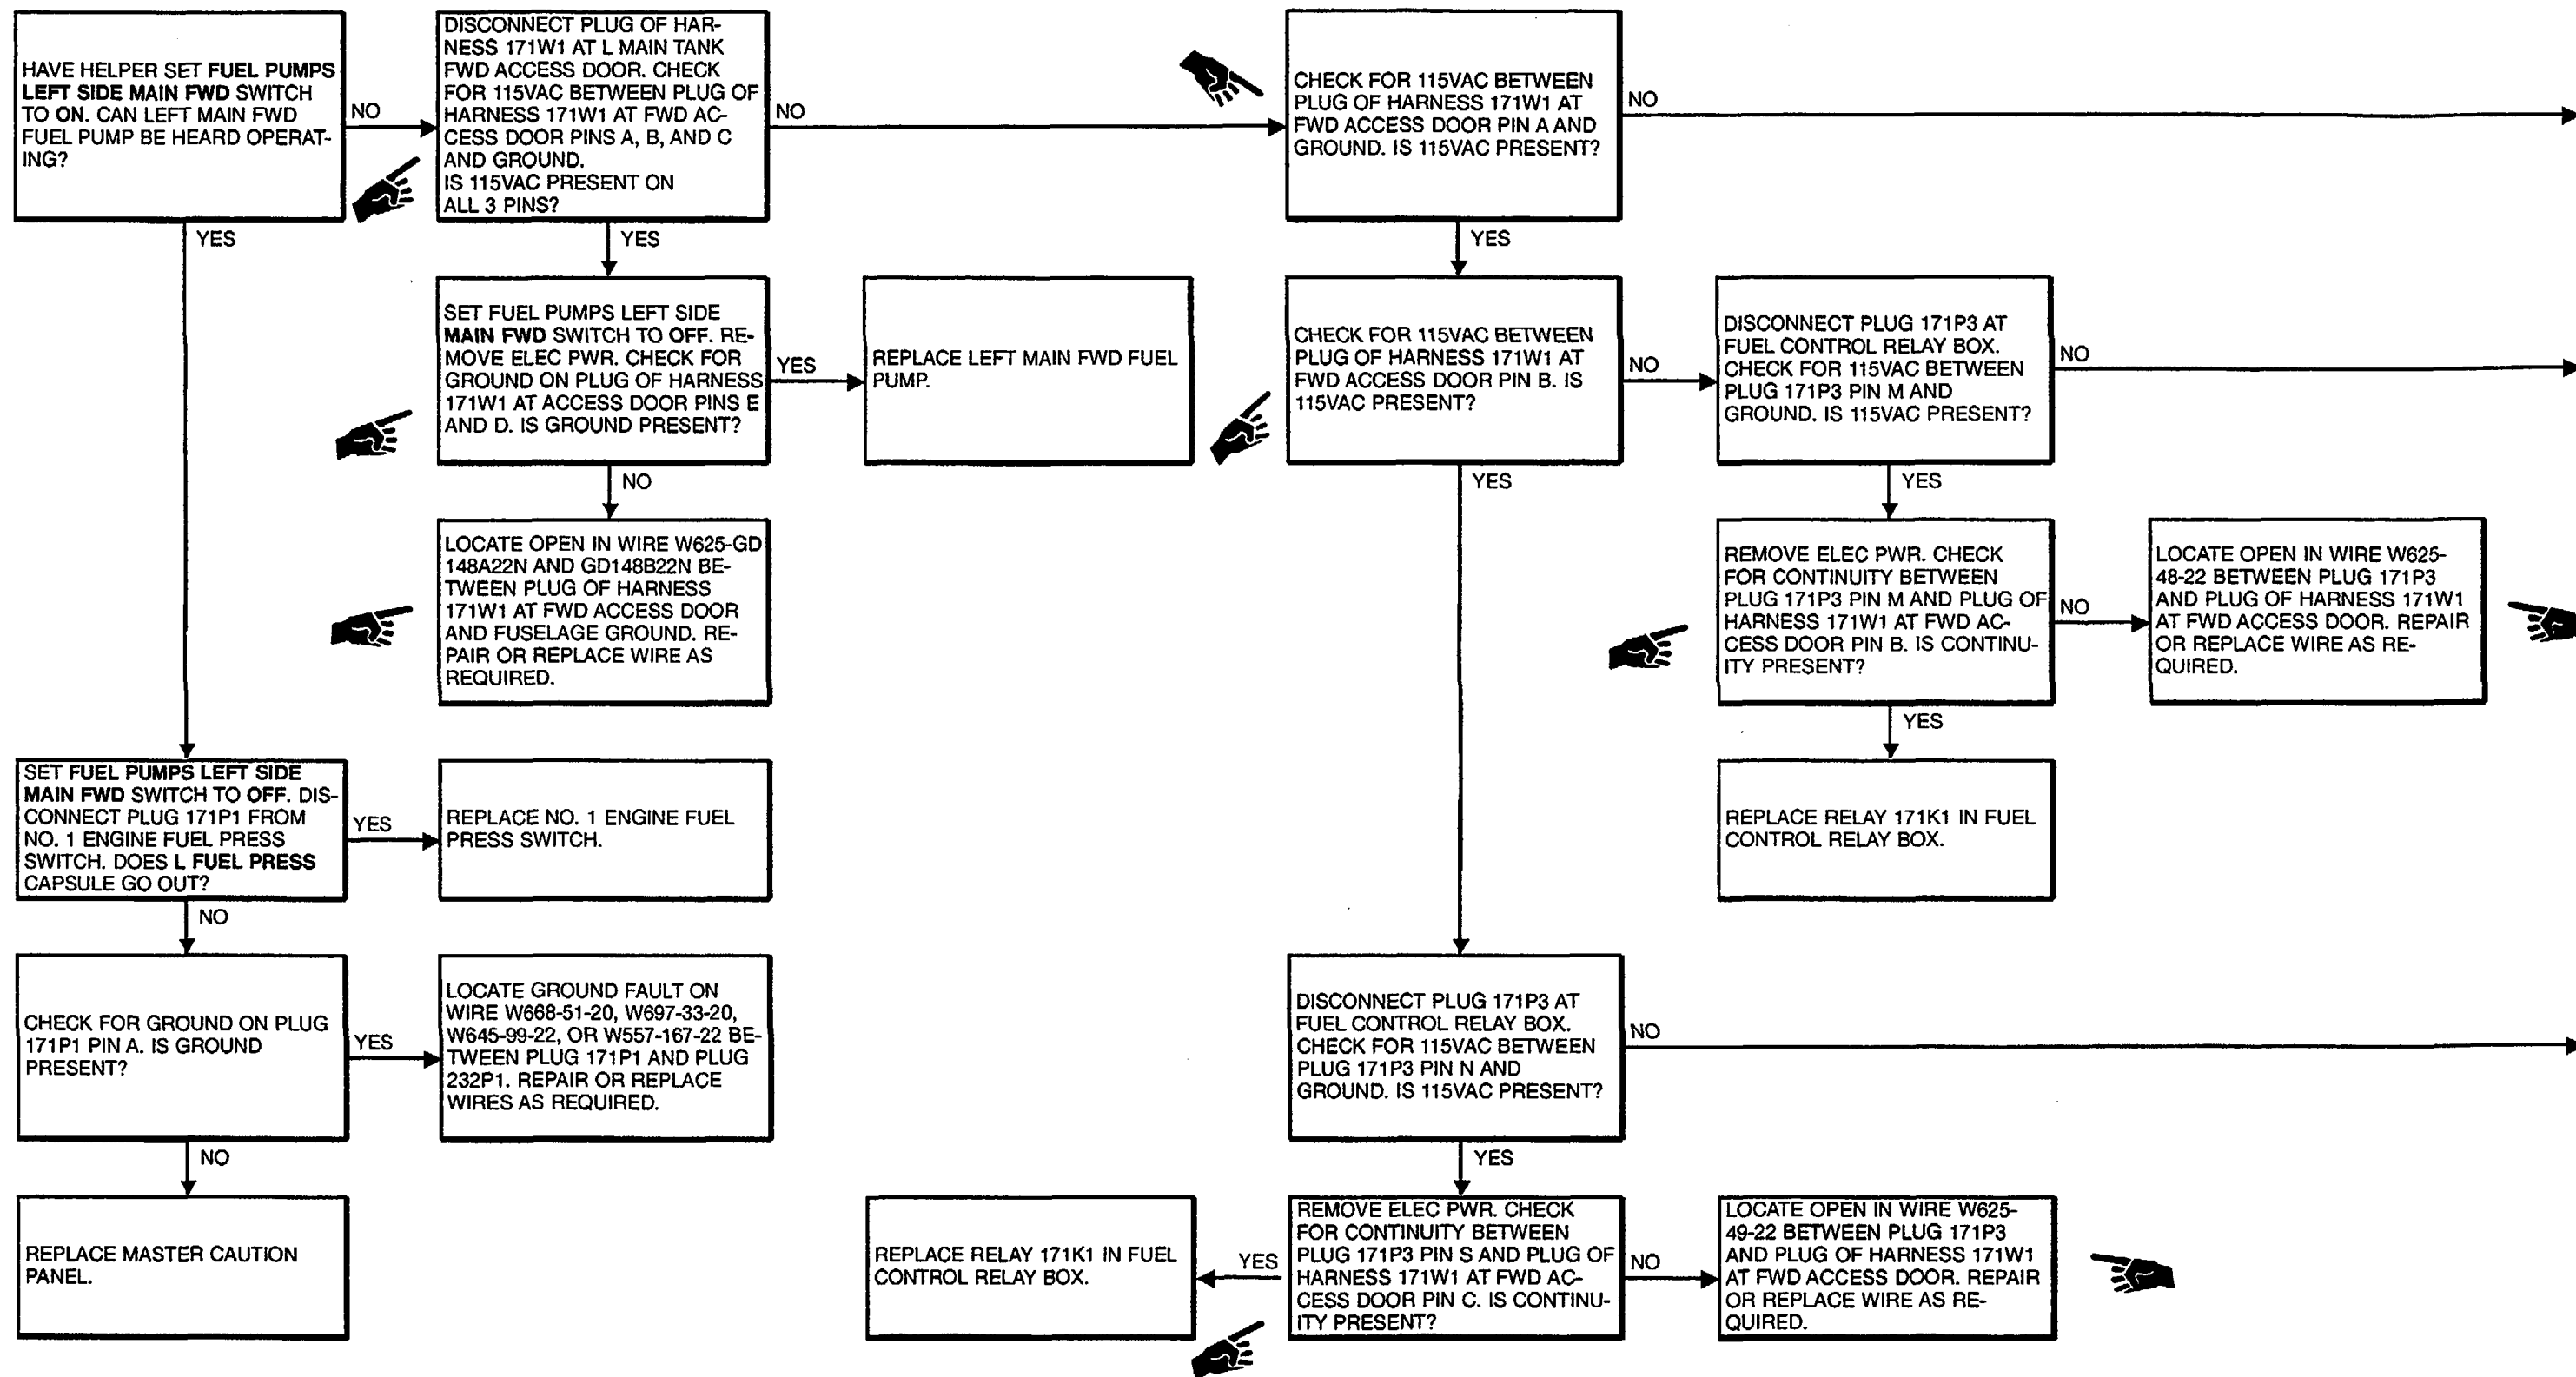 HAVE HELPER SET FUEL PUMPS
LEFT SIDE MAIN FWD SWITCH
TO ON. CAN LEFT MAIN FWD
FUEL PUMP BE HEARD OPERAT-
ING?
NO
YES
DISCONNECT PLUG OF HAR-
NESS 171W1 AT L MAIN TANK
FWD ACCESS DOOR. CHECK
FOR 115VAC BETWEEN PLUG OF
HARNESS 171W1 AT FWD AC-
CESS DOOR PINS A, B, AND C
AND GROUND.
IS 115VAC PRESENT ON
ALL 3 PINS?
NO
YES
CHECK FOR 115VAC BETWEEN
PLUG OF HARNESS 171W1 AT
FWD ACCESS DOOR PIN A AND
GROUND. IS 115VAC PRESENT?
NO
YES
SET FUEL PUMPS LEFT SIDE
MAIN FWD SWITCH TO OFF. RE-
MOVE ELEC PWR. CHECK FOR
GROUND ON PLUG OF HARNESS
171W1 AT ACCESS DOOR PINS E
AND D. IS GROUND PRESENT?
YES
NO
REPLACE LEFT MAIN FWD FUEL
PUMP.
CHECK FOR 115VAC BETWEEN
PLUG OF HARNESS 171W1 AT
FWD ACCESS DOOR PIN B. IS
115VAC PRESENT?
NO
YES
DISCONNECT PLUG 171P3 AT
FUEL CONTROL RELAY BOX.
CHECK FOR 115VAC BETWEEN
PLUG 171P3 PIN M AND
GROUND. IS 115VAC PRESENT?
NO
YES
LOCATE OPEN IN WIRE W625-GD
148A22N AND GD148B22N BE-
TWEEN PLUG OF HARNESS
171W1 AT FWD ACCESS DOOR
AND FUSELAGE GROUND. RE-
PAIR OR REPLACE WIRE AS
REQUIRED.
REMOVE ELEC PWR. CHECK
FOR CONTINUITY BETWEEN
PLUG 171P3 PIN M AND PLUG OF
HARNESS 171W1 AT FWD AC-
CESS DOOR PIN B. IS CONTINU-
ITY PRESENT?
NO
YES
LOCATE OPEN IN WIRE W625-
48-22 BETWEEN PLUG 171P3
AND PLUG OF HARNESS 171W1
AT FWD ACCESS DOOR. REPAIR
OR REPLACE WIRE AS RE-
QUIRED.
SET FUEL PUMPS LEFT SIDE
MAIN FWD SWITCH TO OFF. DIS-
CONNECT PLUG 171P1 FROM
NO. 1 ENGINE FUEL PRESS
SWITCH. DOES L FUEL PRESS
CAPSULE GO OUT?
YES
NO
REPLACE NO. 1 ENGINE FUEL
PRESS SWITCH.
REPLACE RELAY 171K1 IN FUEL
CONTROL RELAY BOX.
CHECK FOR GROUND ON PLUG
171P1 PIN A. IS GROUND
PRESENT?
YES
NO
LOCATE GROUND FAULT ON
WIRE W668-51-20, W697-33-20,
W645-99-22, OR W557-167-22 BE-
TWEEN PLUG 171P1 AND PLUG
232P1. REPAIR OR REPLACE
WIRES AS REQUIRED.
DISCONNECT PLUG 171P3 AT
FUEL CONTROL RELAY BOX.
CHECK FOR 115VAC BETWEEN
PLUG 171P3 PIN N AND
GROUND. IS 115VAC PRESENT?
NO
YES
REPLACE MASTER CAUTION
PANEL.
REPLACE RELAY 171K1 IN FUEL
CONTROL RELAY BOX.
YES
REMOVE ELEC PWR. CHECK
FOR CONTINUITY BETWEEN
PLUG 171P3 PIN S AND PLUG OF
HARNESS 171W1 AT FWD AC-
CESS DOOR PIN C. IS CONTINU-
ITY PRESENT?
NO
LOCATE OPEN IN WIRE W625-
49-22 BETWEEN PLUG 171P3
AND PLUG OF HARNESS 171W1
AT FWD ACCESS DOOR. REPAIR
OR REPLACE WIRE AS RE-
QUIRED.